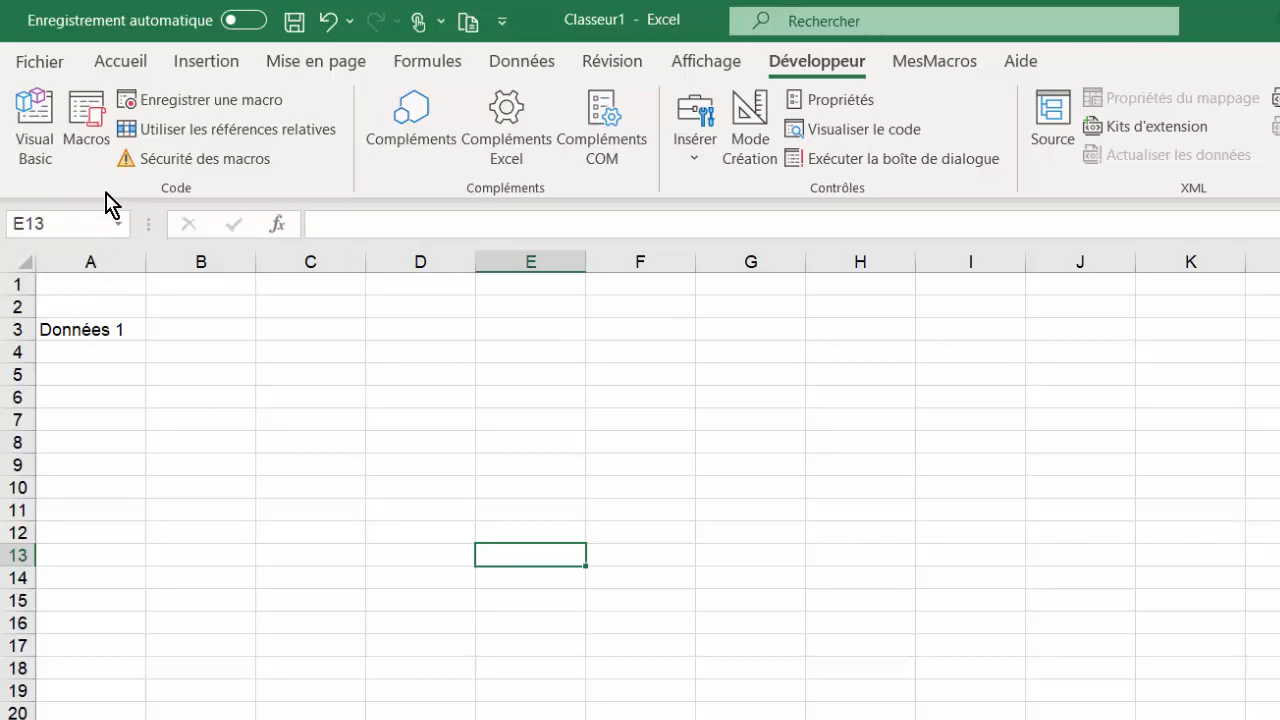 Enregistrement automatique
Classeur1 - Excel
Rechercher
Fichier Accueil Insertion Mise en page Formules Données Révision Affichage Développeur MesMacros Aide
Visual Basic
Macros
Enregistrer une macro
Utiliser les références relatives
Sécurité des macros
Code
Compléments
Compléments Excel
Compléments COM
Compléments
Insérer
Mode Création
Propriétés
Visualiser le code
Exécuter la boîte de dialogue
Contrôles
Source
Propriétés du mappage
Kits d'extension
Actualiser les données
XML
E13
fx
A B C D E F G H I J K
1
2
3 Données 1
4
5
6
7
8
9
10
11
12
13
14
15
16
17
18
19
20